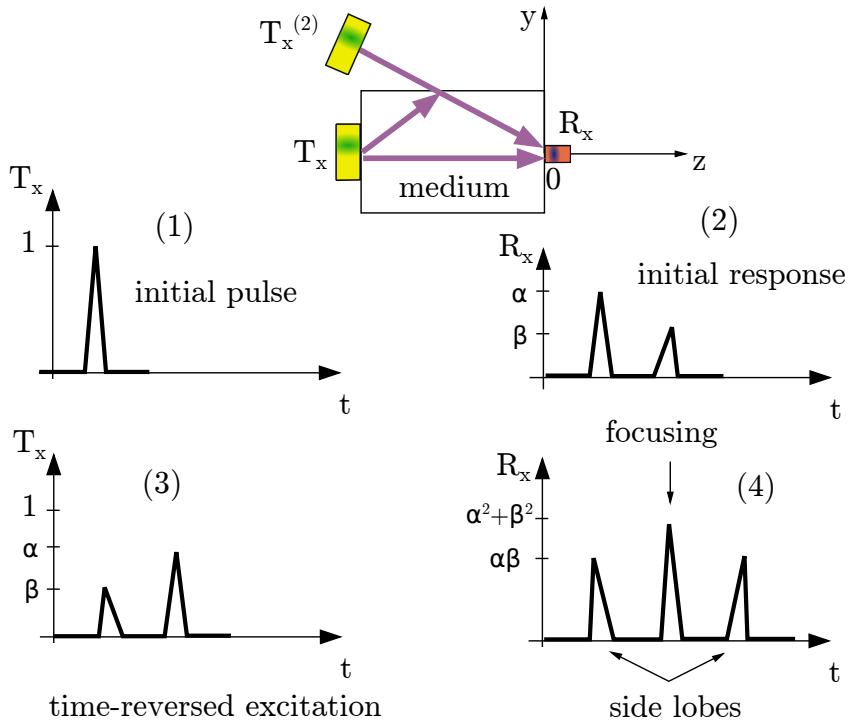 Tₓ⁽²⁾
y
Tₓ
Rₓ
medium
0
z
Tₓ
(1)
1
initial pulse
t
Rₓ
(2)
initial response
α
β
t
Tₓ
(3)
1
α
β
t
time-reversed excitation
focusing
Rₓ
(4)
α²+β²
αβ
t
side lobes